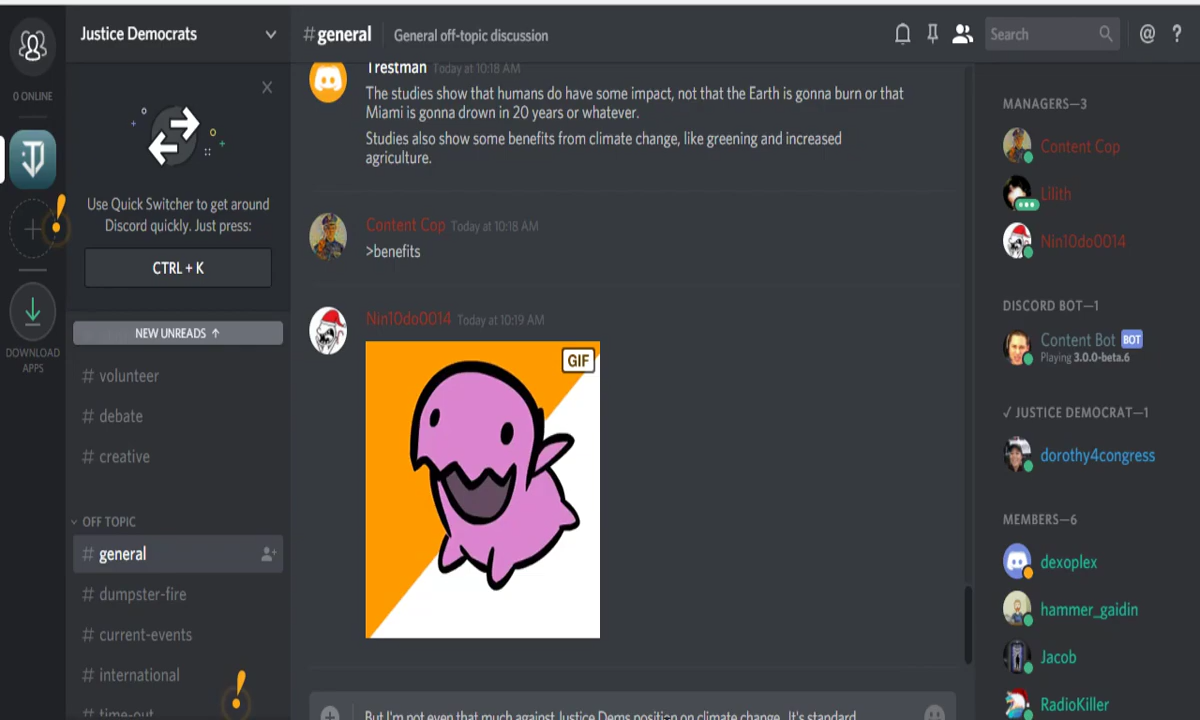 0 ONLINE
DOWNLOAD
APPS
Justice Democrats
Use Quick Switcher to get around
Discord quickly. Just press:
CTRL + K
NEW UNREADS ↑
# volunteer
# debate
# creative
OFF TOPIC
# general
# dumpster-fire
# current-events
# international
# time-out
# general
General off-topic discussion
Search
@
?
Trestman Today at 10:18 AM
The studies show that humans do have some impact, not that the Earth is gonna burn or that
Miami is gonna drown in 20 years or whatever.
Studies also show some benefits from climate change, like greening and increased
agriculture.
Content Cop Today at 10:18 AM
>benefits
Nin10do0014 Today at 10:19 AM
GIF
But I'm not even that much against Justice Dems position on climate change. It's standard
MANAGERS—3
Content Cop
Lilith
Nin10do0014
DISCORD BOT—1
Content Bot BOT
Playing 3.0.0-beta.6
✓ JUSTICE DEMOCRAT—1
dorothy4congress
MEMBERS—6
dexoplex
hammer_gaidin
Jacob
RadioKiller